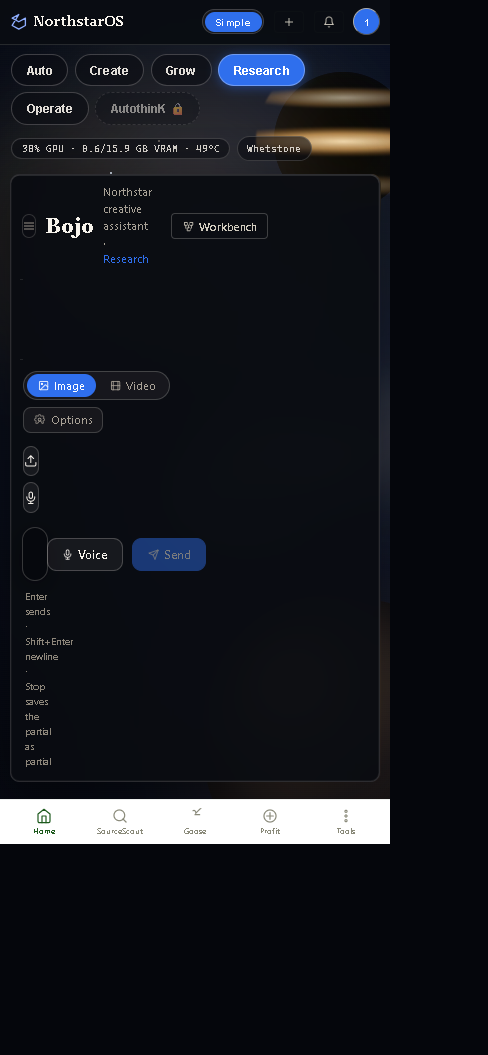 NorthstarOS
Simple
1
Auto
Create
Grow
Research
Operate
AutothinK
38% GPU · 8.6/15.9 GB VRAM · 49°C
Whetstone
Bojo
Northstar
creative
assistant
·
Research
Workbench
Image
Video
Options
Voice
Send
Enter
sends
·
Shift+Enter
newline
·
Stop
saves
the
partial
as
partial
Home
SourceScout
Goose
Profit
Tools